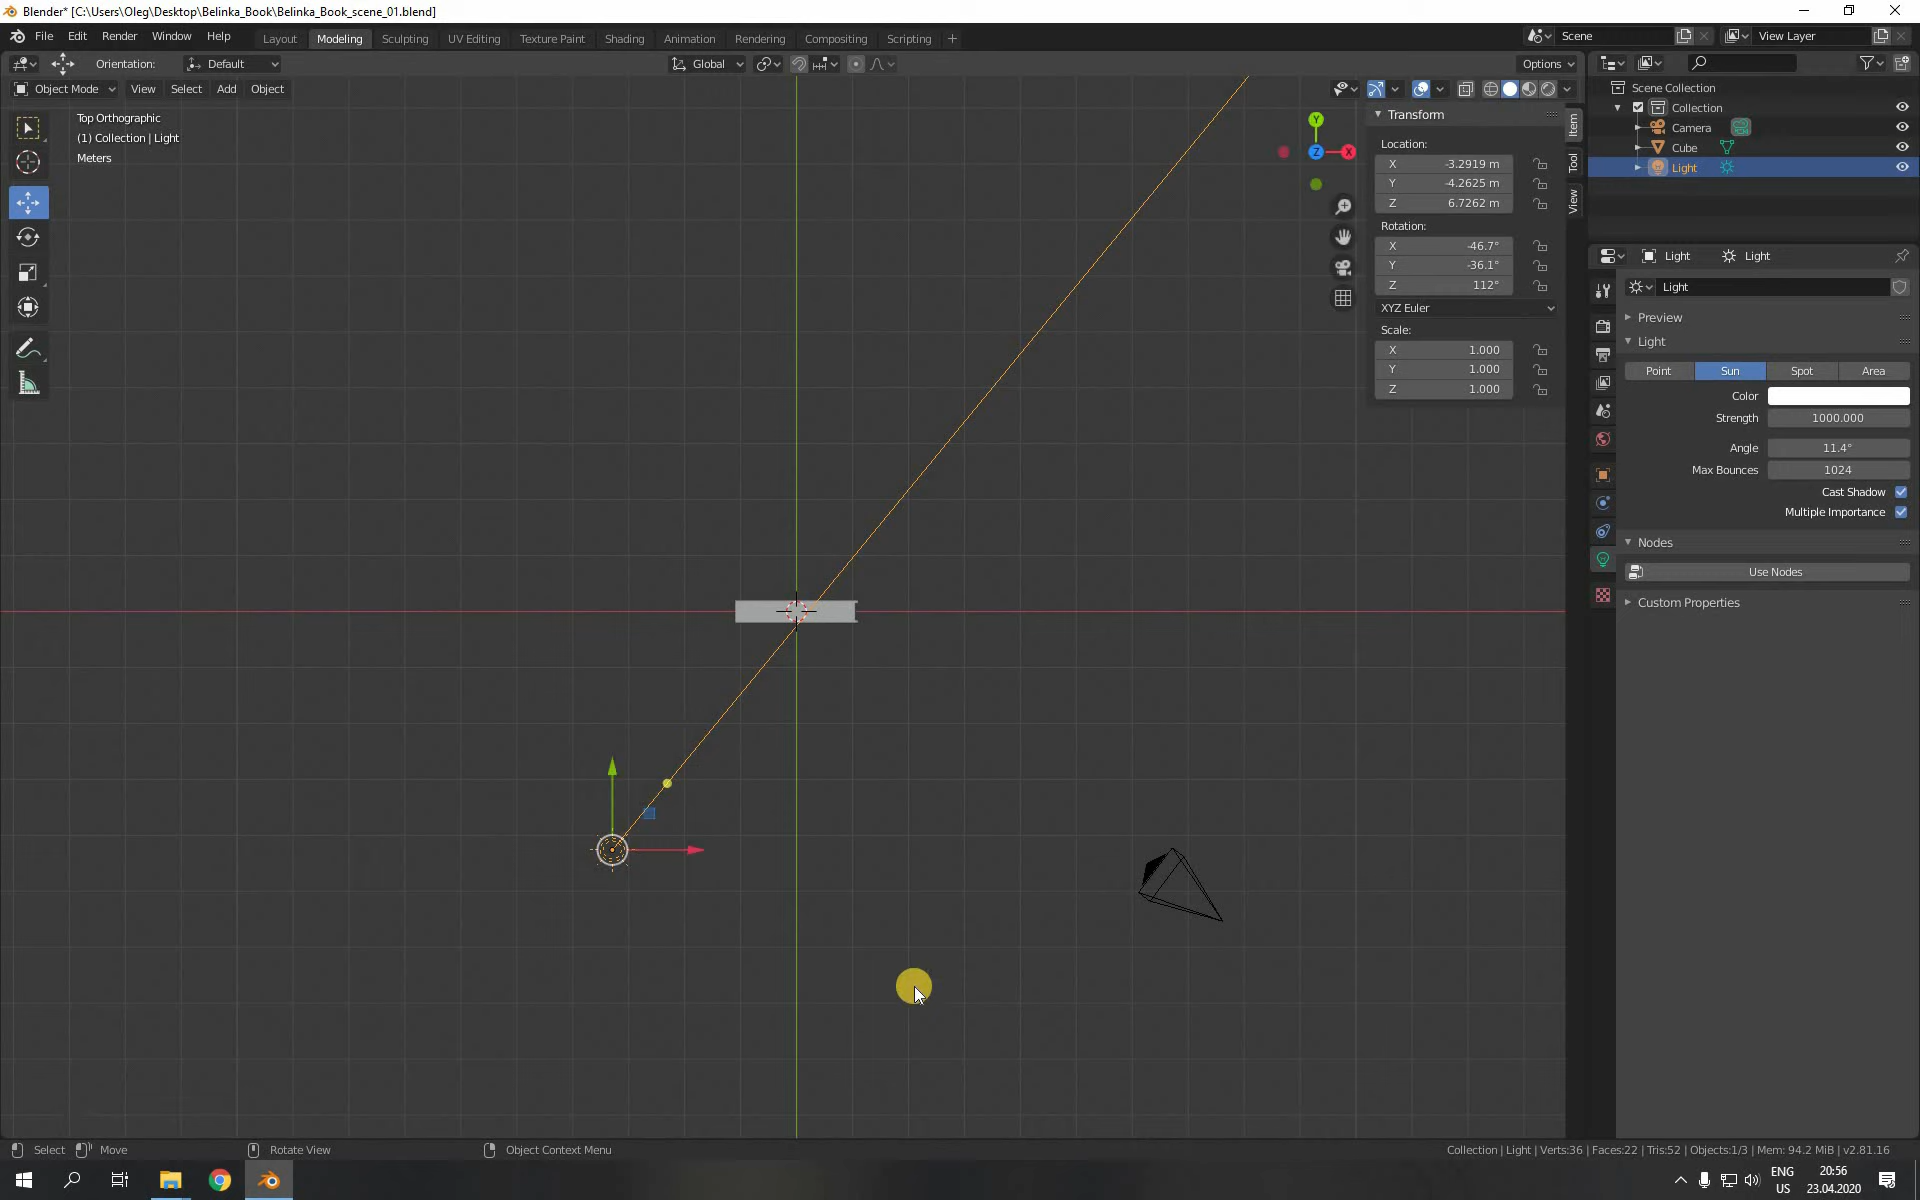 Blender* [C:\Users\Oleg\Desktop\Belinka_Book\Belinka_Book_scene_01.blend]
File Edit Render Window Help
Layout Modeling Sculpting UV Editing Texture Paint Shading Animation Rendering Compositing Scripting +
Scene View Layer
Orientation: Default Global Options
Object Mode View Select Add Object
Top Orthographic
(1) Collection | Light
Meters
Y
Z
X
Transform
Location:
X -3.2919 m
Y -4.2625 m
Z 6.7262 m
Rotation:
X -46.7°
Y -36.1°
Z 112°
XYZ Euler
Scale:
X 1.000
Y 1.000
Z 1.000
Item
Tool
View
Scene Collection
Collection
Camera
Cube
Light
Light Light
Light
Preview
Light
Point Sun Spot Area
Color
Strength 1000.000
Angle 11.4°
Max Bounces 1024
Cast Shadow
Multiple Importance
Nodes
Use Nodes
Custom Properties
Select Move Rotate View Object Context Menu
Collection | Light | Verts:36 | Faces:22 | Tris:52 | Objects:1/3 | Mem: 94.2 MiB | v2.81.16
ENG
US
20:56
23.04.2020